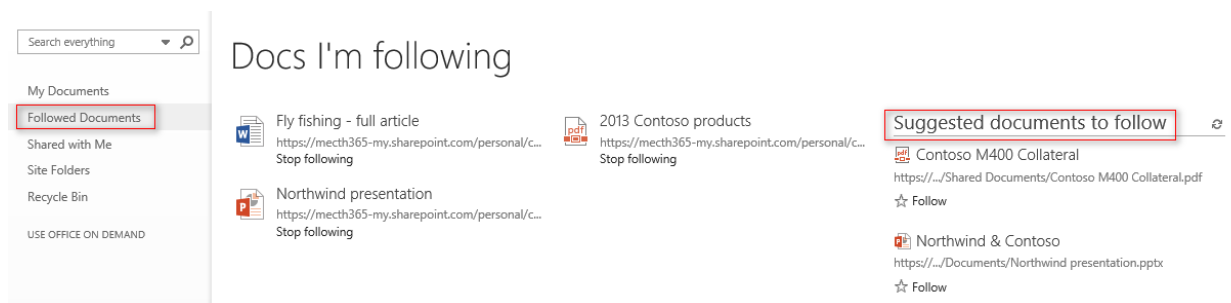 Search everything
My Documents
Followed Documents
Shared with Me
Site Folders
Recycle Bin
USE OFFICE ON DEMAND
Docs I'm following
Fly fishing - full article
https://mecth365-my.sharepoint.com/personal/c...
Stop following
Northwind presentation
https://mecth365-my.sharepoint.com/personal/c...
Stop following
2013 Contoso products
https://mecth365-my.sharepoint.com/personal/c...
Stop following
Suggested documents to follow
Contoso M400 Collateral
https://.../Shared Documents/Contoso M400 Collateral.pdf
Follow
Northwind & Contoso
https://.../Documents/Northwind presentation.pptx
Follow